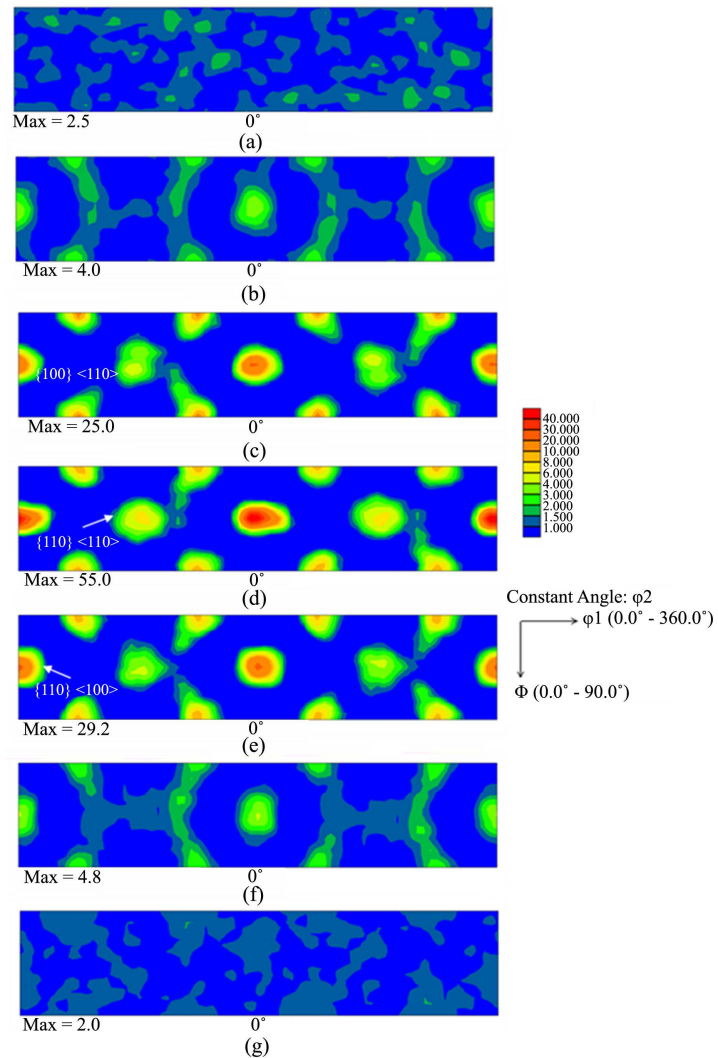 Max = 2.5 0˚
(a)
Max = 4.0 0˚
(b)
{100} <110>
Max = 25.0 0˚
(c)
40.000
30.000
20.000
10.000
8.000
6.000
4.000
3.000
2.000
1.500
1.000
{110} <110>
Max = 55.0 0˚
(d)
Constant Angle: φ2
φ1 (0.0˚ - 360.0˚)
Φ (0.0˚ - 90.0˚)
{110} <100>
Max = 29.2 0˚
(e)
Max = 4.8 0˚
(f)
Max = 2.0 0˚
(g)